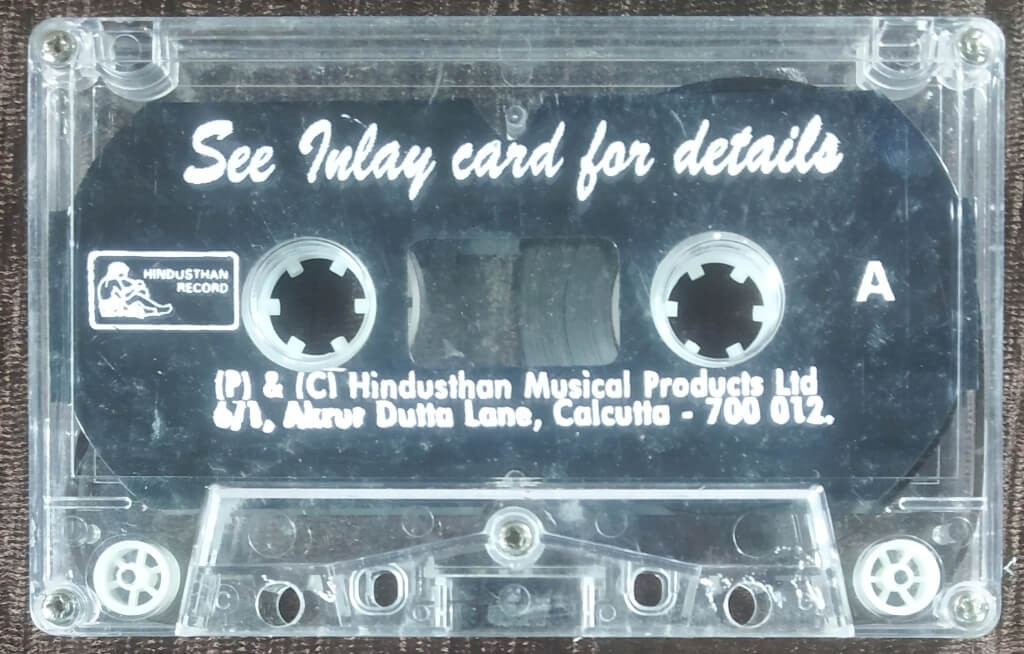 See Inlay card for details
HINDUSTHAN
RECORD
A
(P) & (C) Hindusthan Musical Products Ltd
6/1, Akrur Dutta Lane, Calcutta - 700 012.